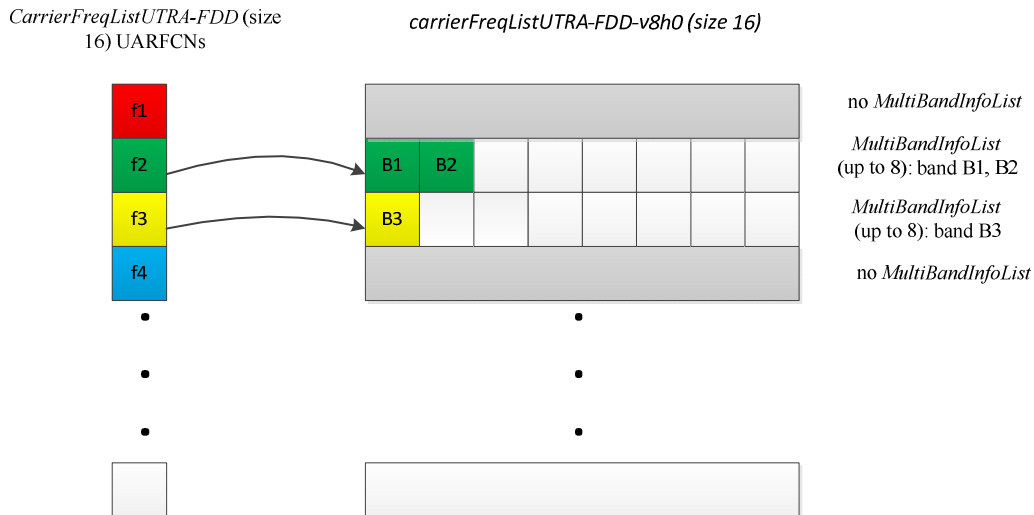 CarrierFreqListUTRA-FDD (size
16) UARFCNs
carrierFreqListUTRA-FDD-v8h0 (size 16)
f1
no MultiBandInfoList
f2
B1
B2
MultiBandInfoList
(up to 8): band B1, B2
f3
B3
MultiBandInfoList
(up to 8): band B3
f4
no MultiBandInfoList